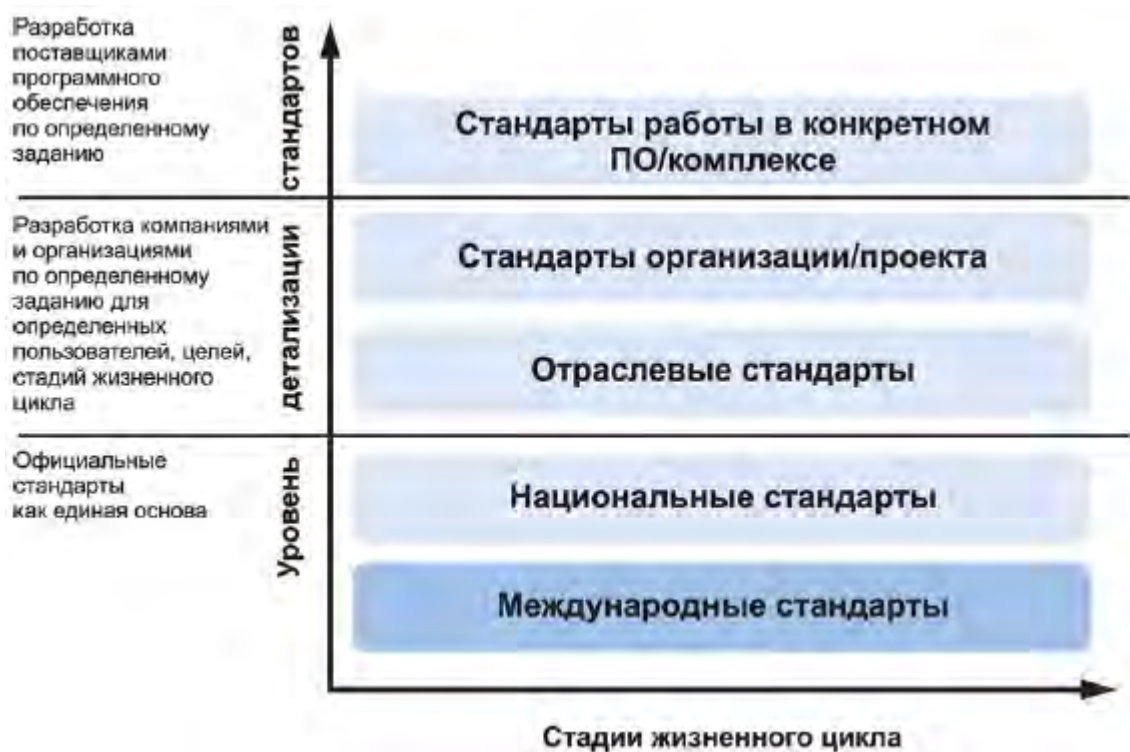 Разработка
поставщиками
программного
обеспечения
по определенному
заданию
Стандарты работы в конкретном
ПО/комплексе
Разработка компаниями
и организациями
по определенному
заданию для
определенных
пользователей, целей,
стадий жизненного
цикла
Стандарты организации/проекта
Отраслевые стандарты
Официальные
стандарты
как единая основа
Национальные стандарты
Международные стандарты
Уровень детализации стандартов
Стадии жизненного цикла